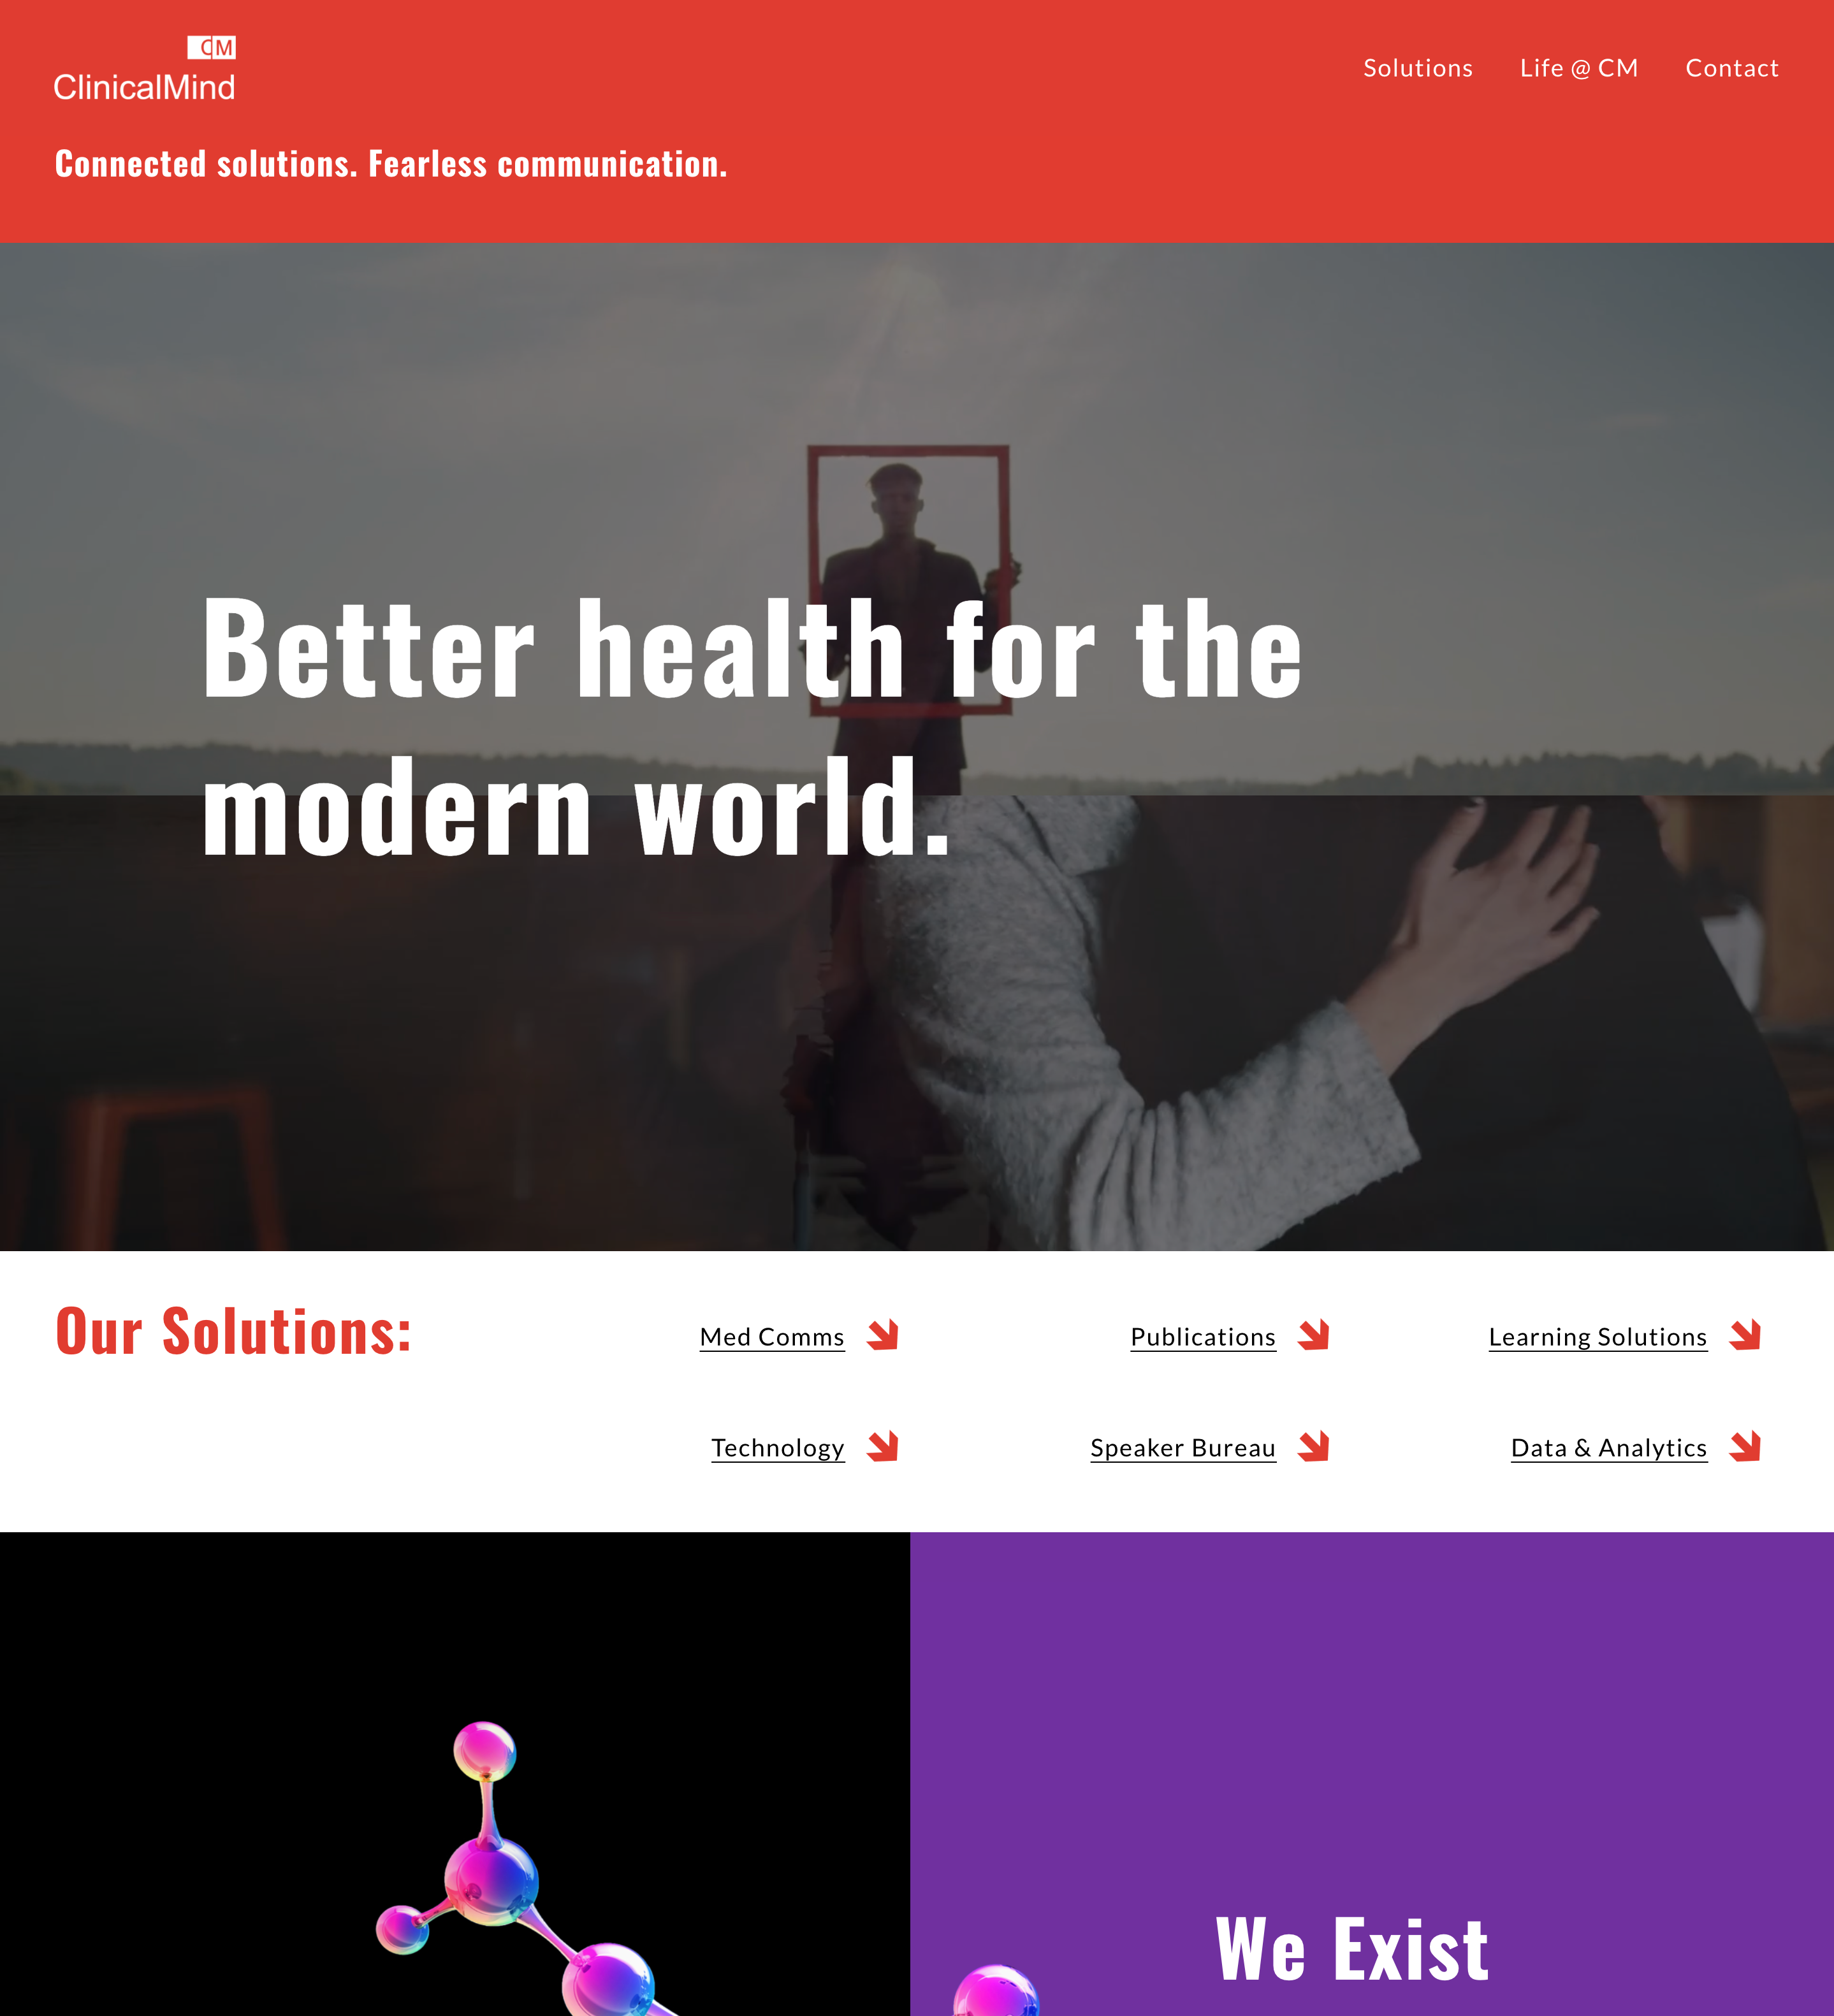 CM
ClinicalMind
Solutions
Life @ CM
Contact
Connected solutions. Fearless communication.
Better health for the
modern world.
Our Solutions:
Med Comms
Publications
Learning Solutions
Technology
Speaker Bureau
Data & Analytics
We Exist